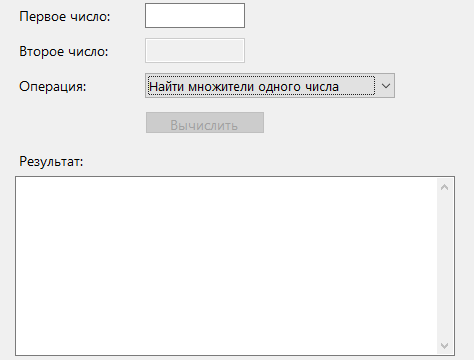 Первое число:
Второе число:
Операция: Найти множители одного числа
Вычислить
Результат: